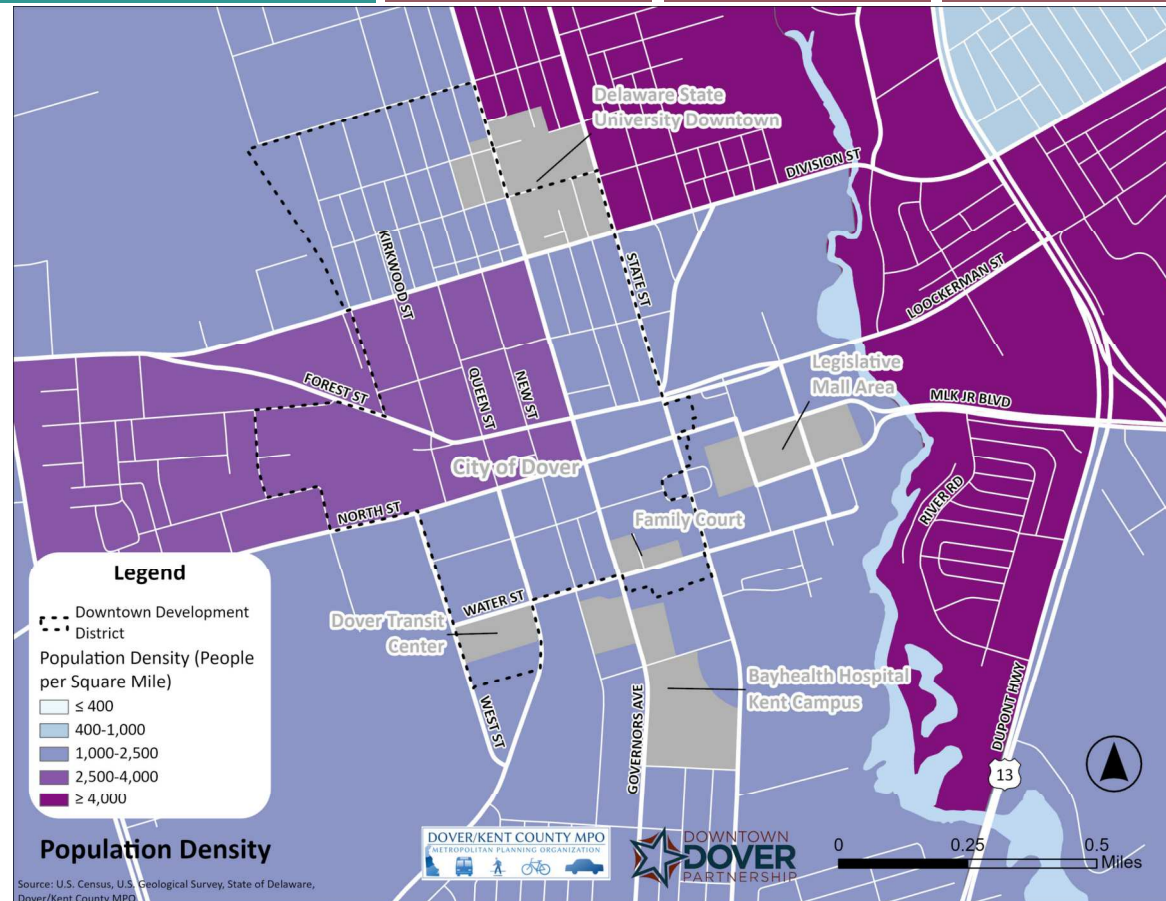 Delaware State
University Downtown
DIVISION ST
KIRKWOOD ST
STATE ST
LOOCKERMAN ST
Legislative
Mall Area
FOREST ST
QUEEN ST
NEW ST
MLK JR BLVD
City of Dover
RIVER RD
NORTH ST
Family Court
WATER ST
Dover Transit
Center
Bayhealth Hospital
Kent Campus
WEST ST
GOVERNORS AVE
DUPONT HWY
13
Legend
Downtown Development
District
Population Density (People
per Square Mile)
≤ 400
400-1,000
1,000-2,500
2,500-4,000
≥ 4,000
Population Density
Source: U.S. Census, U.S. Geological Survey, State of Delaware,
Dover/Kent County MPO
DOVER/KENT COUNTY MPO
METROPOLITAN PLANNING ORGANIZATION
DOWNTOWN
DOVER
PARTNERSHIP
0 0.25 0.5
Miles